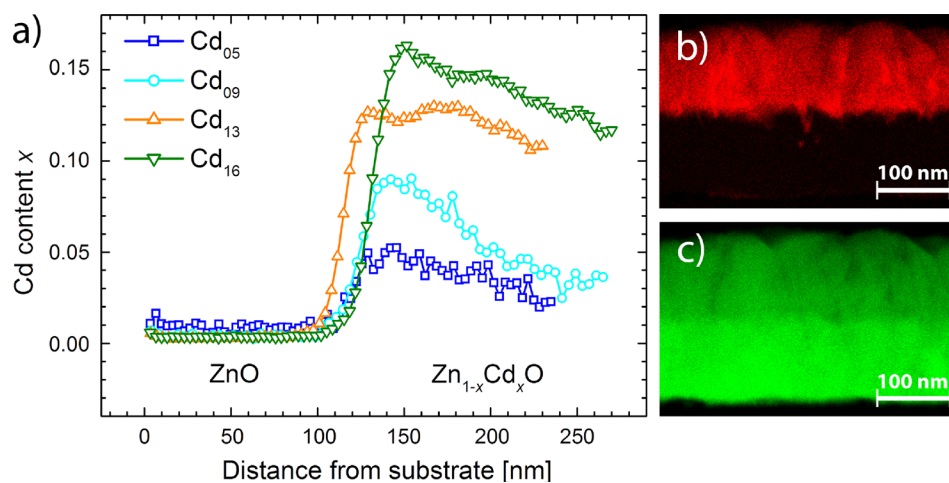 a)
Cd05
Cd09
Cd13
Cd16
Cd content x
0.15
0.10
0.05
0.00
ZnO
Zn1-xCdxO
0
50
100
150
200
250
Distance from substrate [nm]
b)
100 nm
c)
100 nm